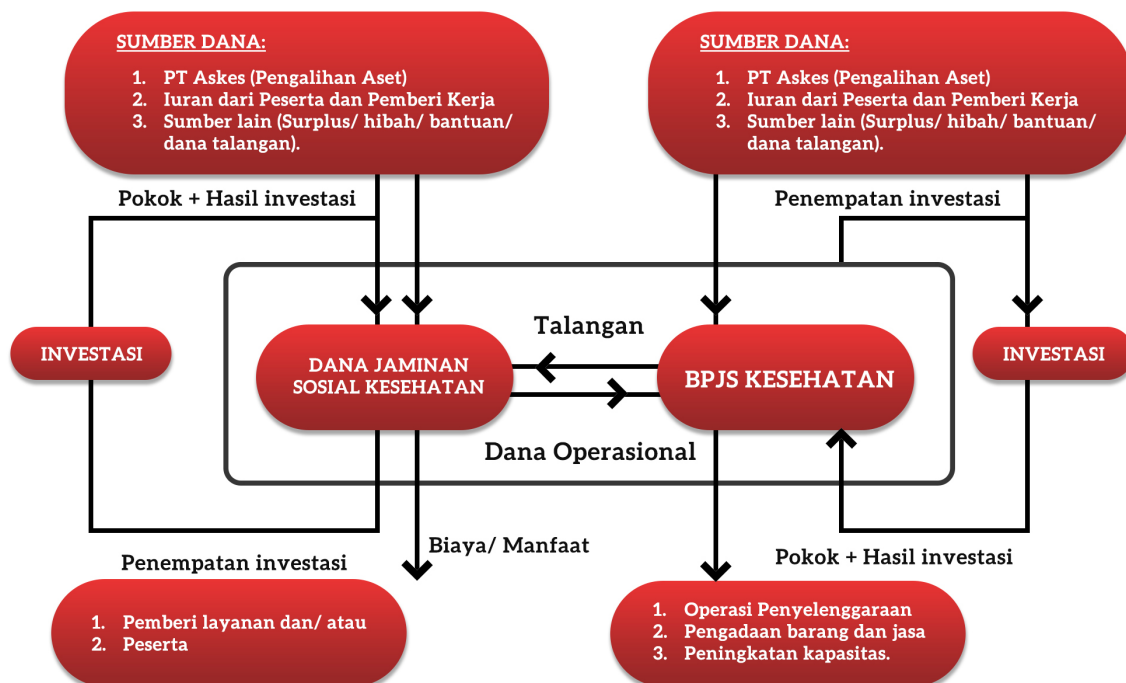 SUMBER DANA:
1. PT Askes (Pengalihan Aset)
2. Iuran dari Peserta dan Pemberi Kerja
3. Sumber lain (Surplus/ hibah/ bantuan/
dana talangan).
SUMBER DANA:
1. PT Askes (Pengalihan Aset)
2. Iuran dari Peserta dan Pemberi Kerja
3. Sumber lain (Surplus/ hibah/ bantuan/
dana talangan).
Pokok + Hasil investasi
Penempatan investasi
INVESTASI
DANA JAMINAN
SOSIAL KESEHATAN
Talangan
BPJS KESEHATAN
INVESTASI
Dana Operasional
Penempatan investasi
Biaya/ Manfaat
Pokok + Hasil investasi
1. Pemberi layanan dan/ atau
2. Peserta
1. Operasi Penyelenggaraan
2. Pengadaan barang dan jasa
3. Peningkatan kapasitas.